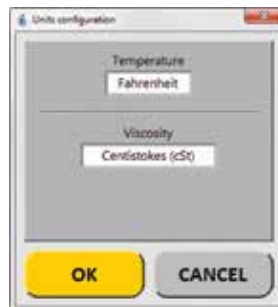 Units configuration
Temperature
Fahrenheit
Viscosity
Centistokes (cSt)
OK
CANCEL